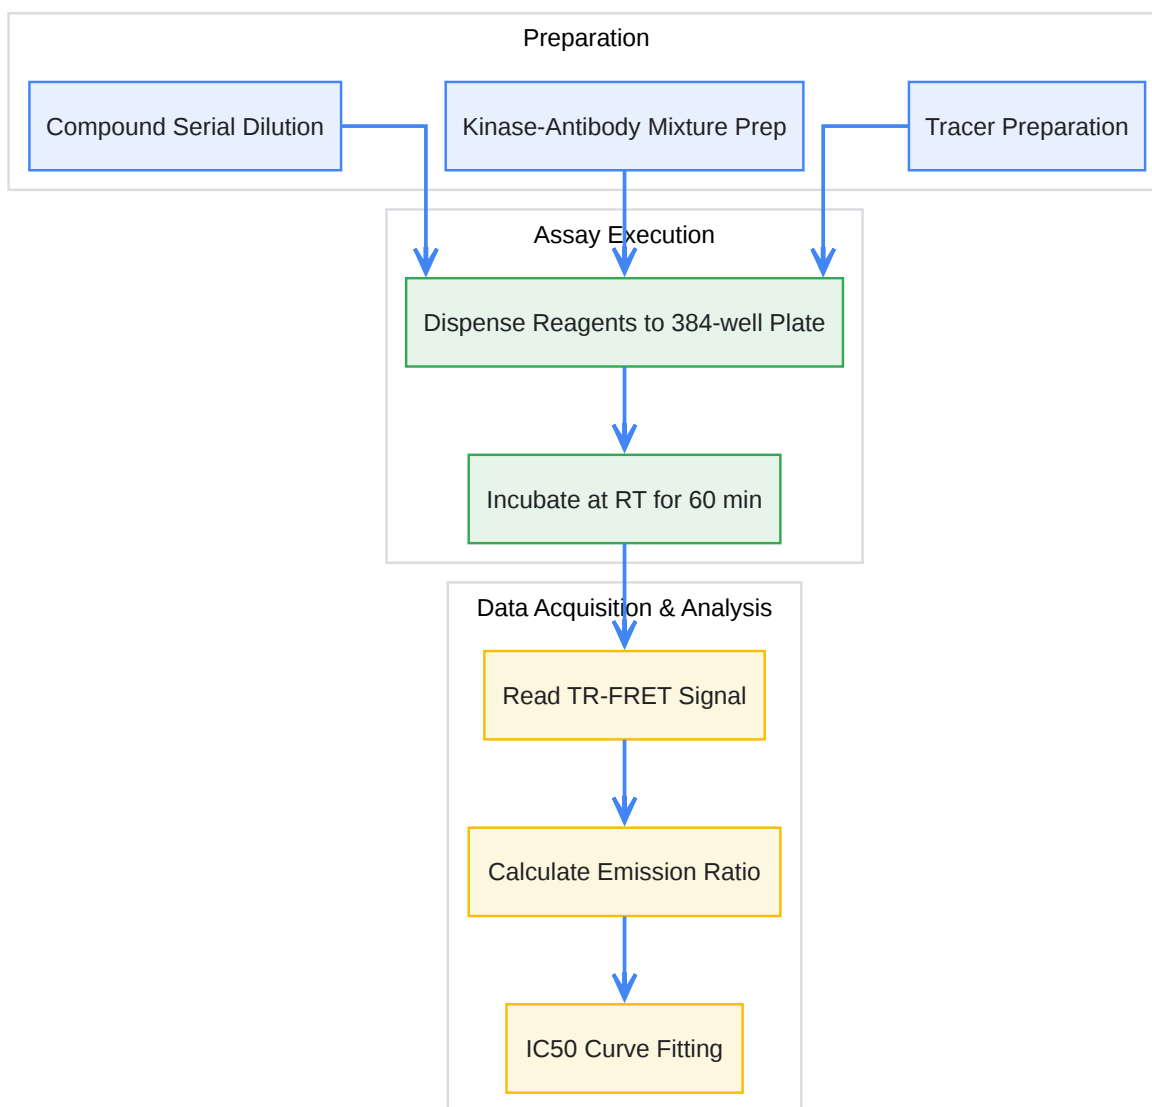 Preparation
Compound Serial Dilution
Kinase-Antibody Mixture Prep
Tracer Preparation
Assay Execution
Dispense Reagents to 384-well Plate
Incubate at RT for 60 min
Data Acquisition & Analysis
Read TR-FRET Signal
Calculate Emission Ratio
IC50 Curve Fitting